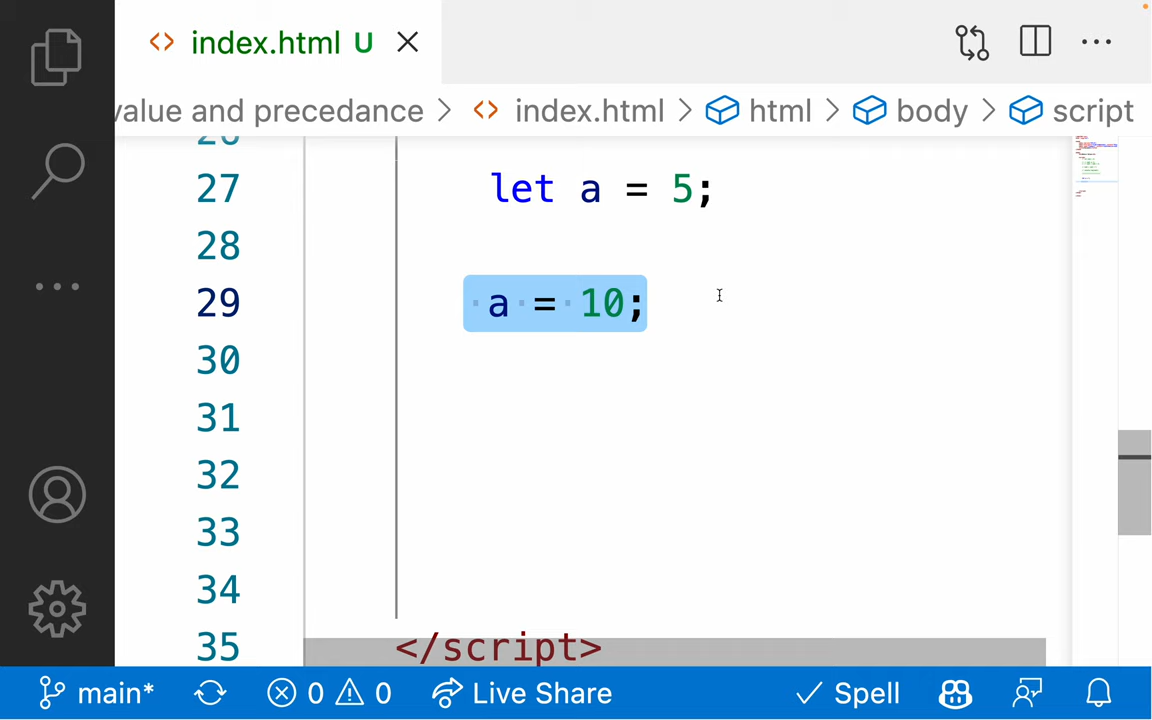 index.html U
value and precedance > index.html > html > body > script
26
27 let a = 5;
28
29 a = 10;
30
31
32
33
34
35 </script>
main* 0 0 Live Share Spell